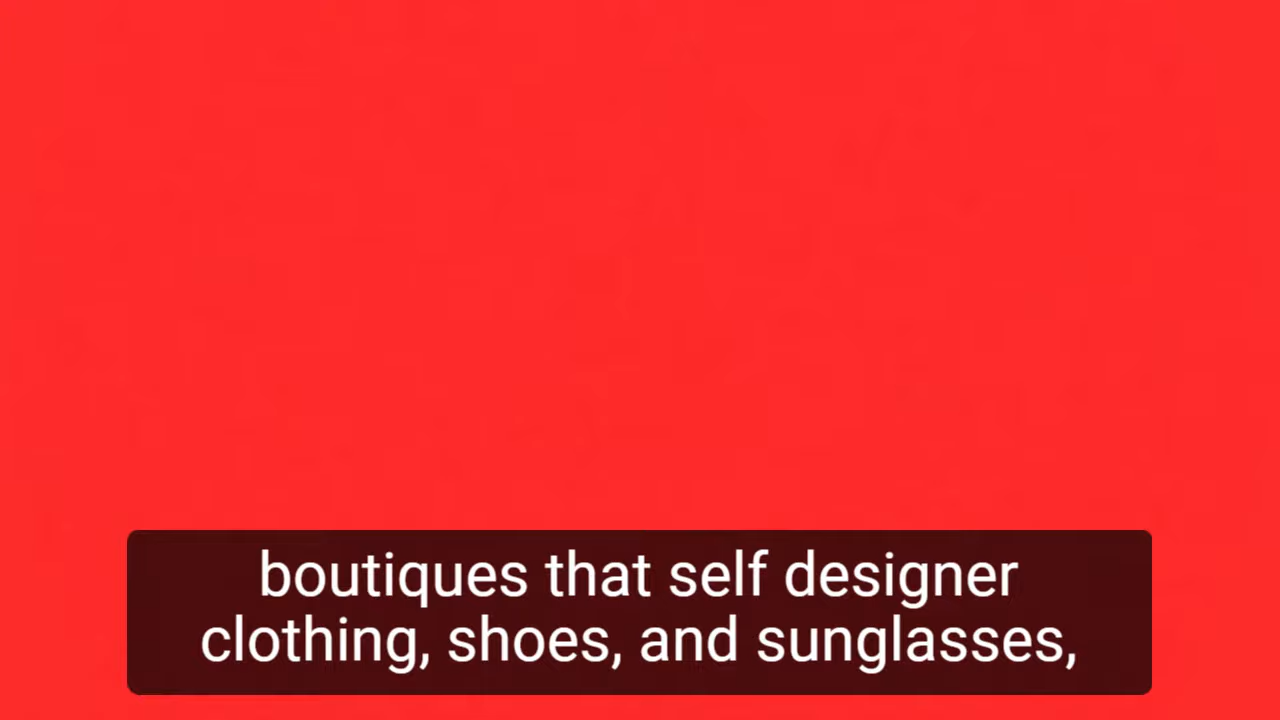 boutiques that self designer
clothing, shoes, and sunglasses,